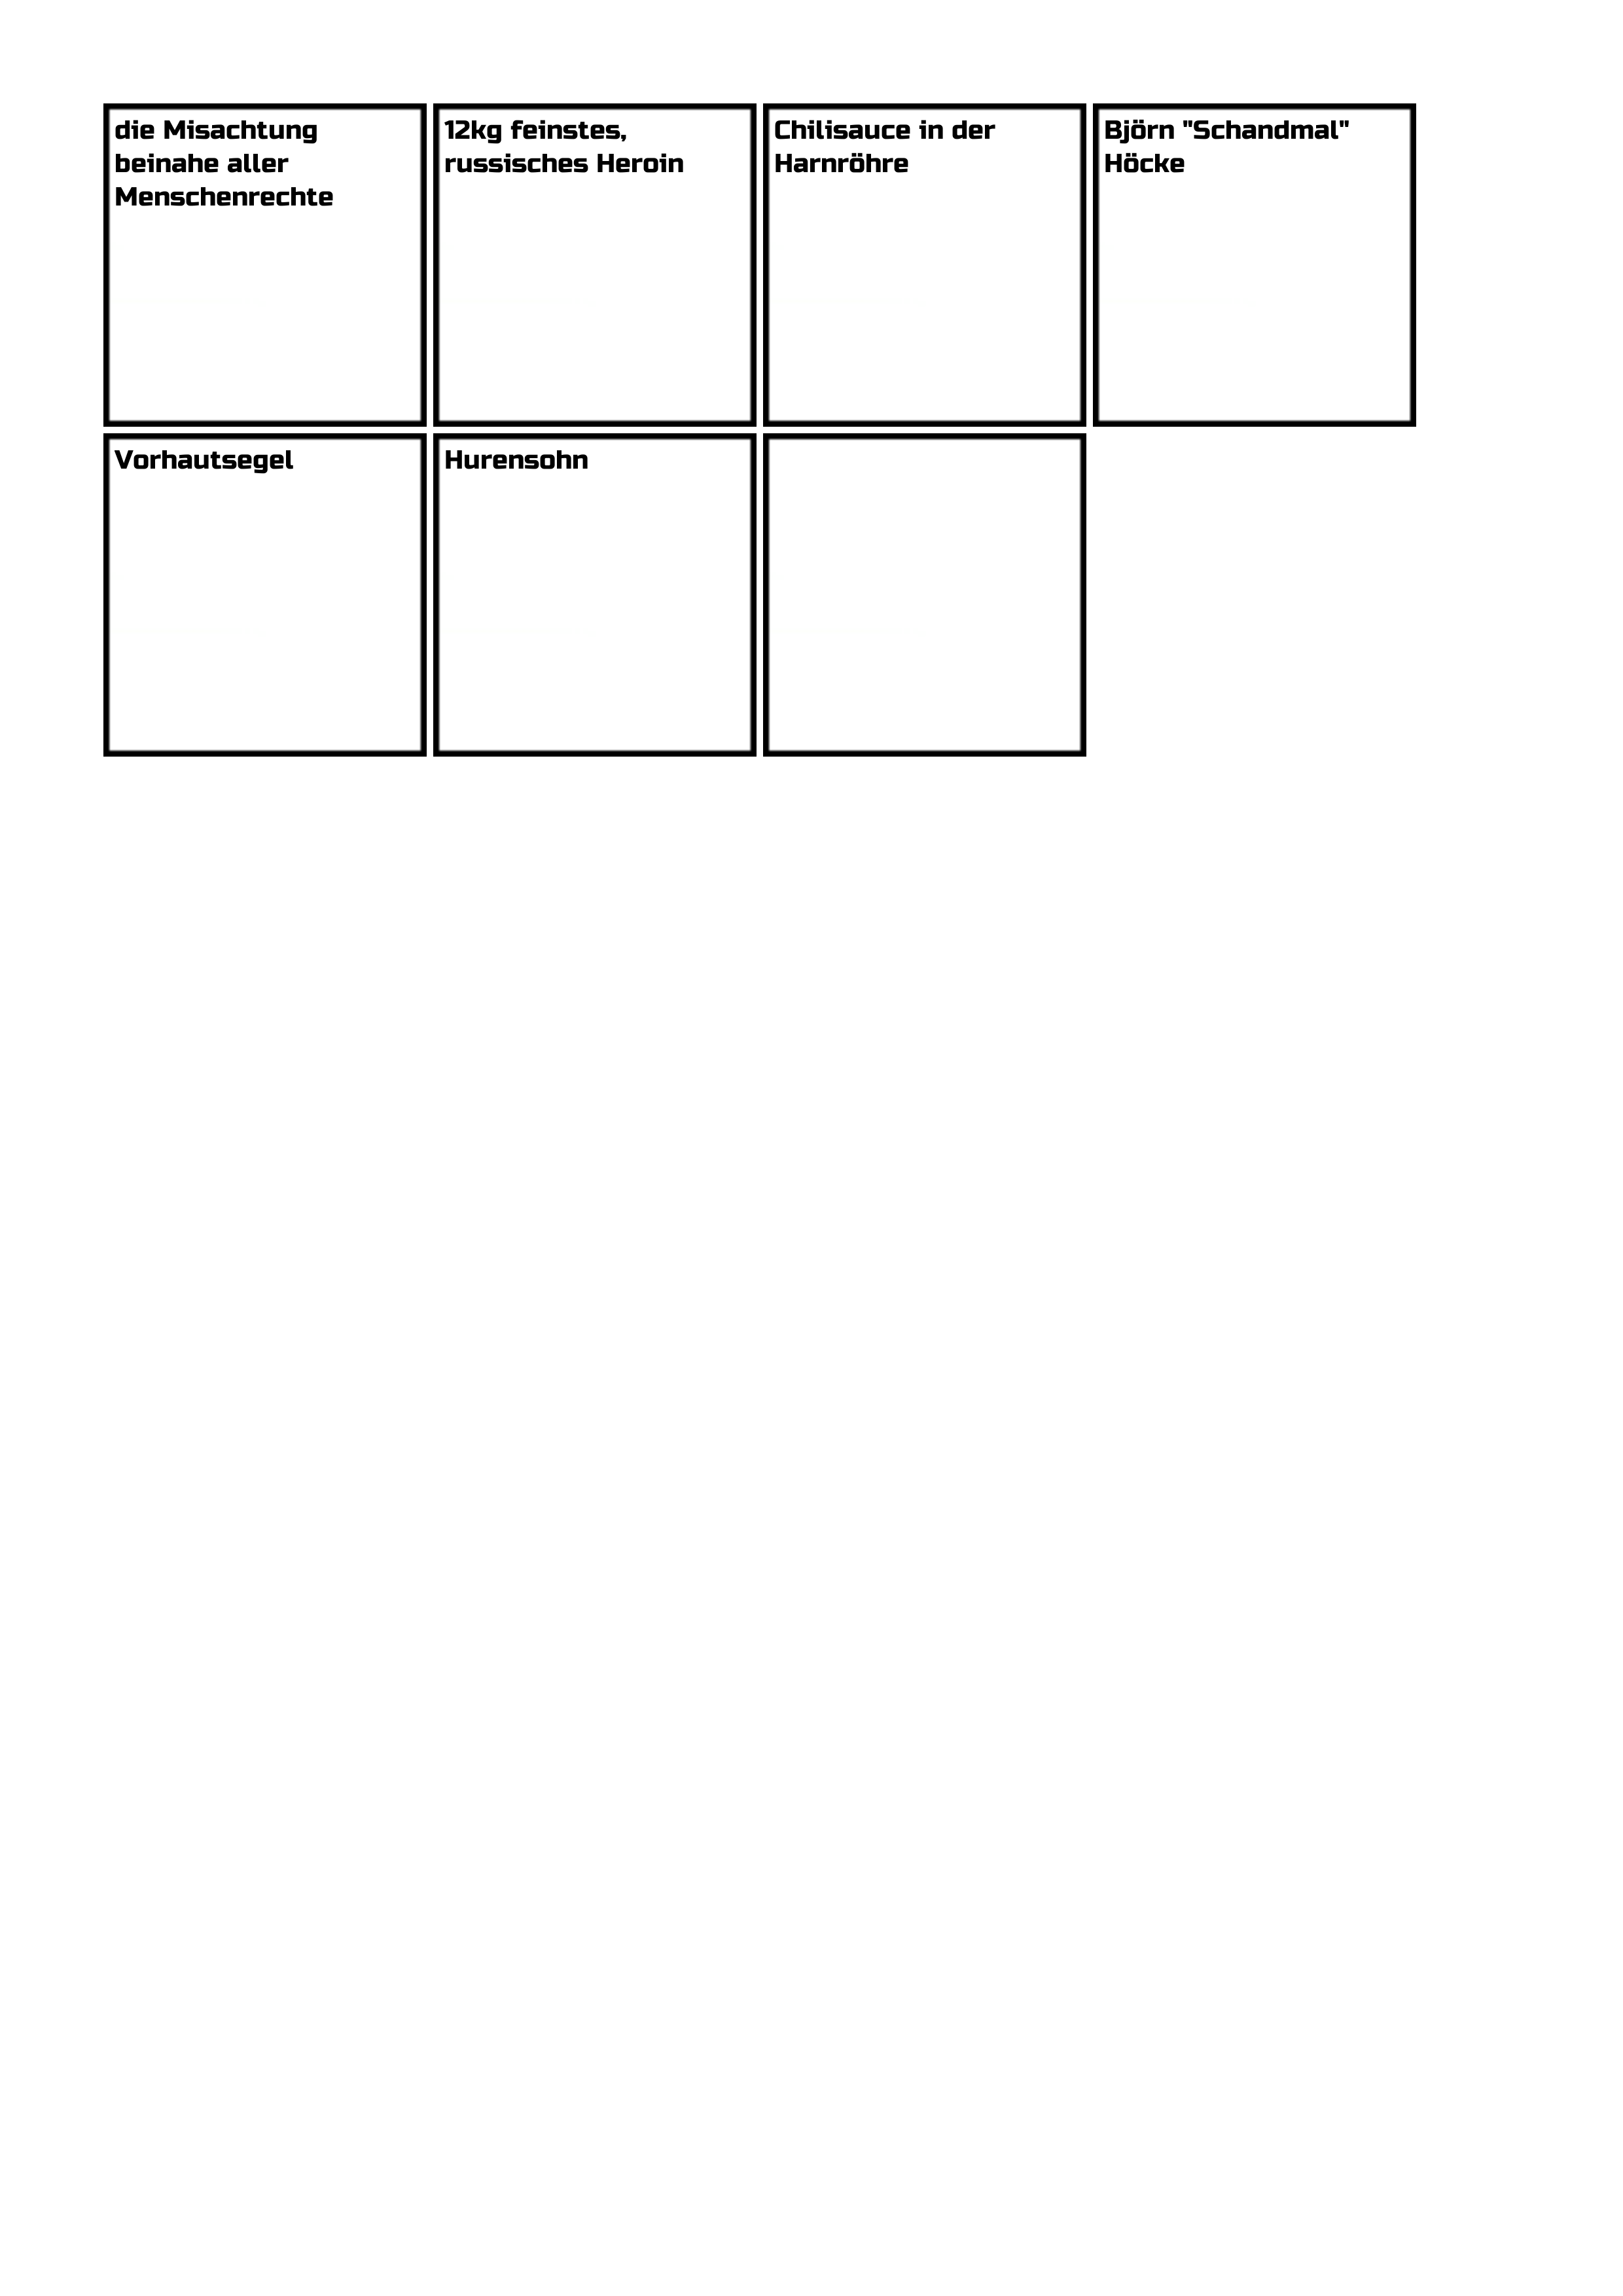 die Misachtung
beinahe aller
Menschenrechte
12kg feinstes,
russisches Heroin
Chilisauce in der
Harnröhre
Björn "Schandmal"
Höcke
Vorhautsegel
Hurensohn